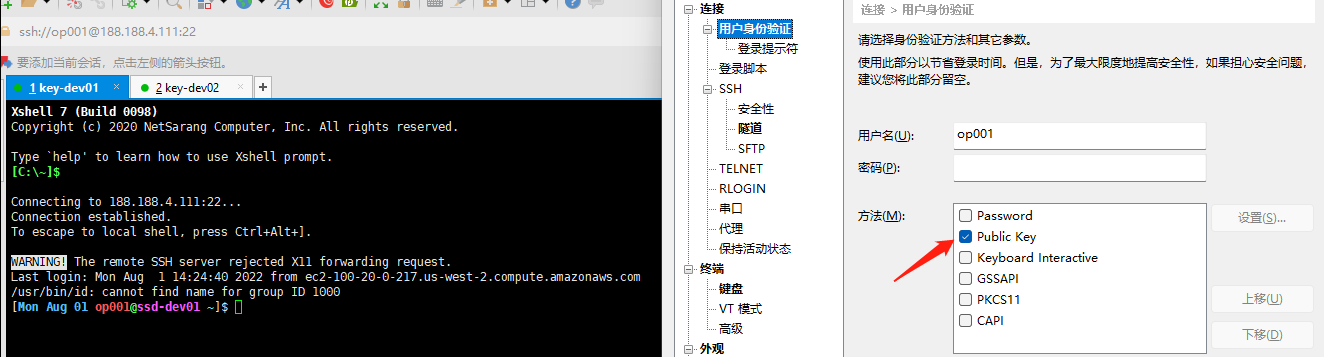 ssh://op001@188.188.4.111:22
要添加当前会话，点击左侧的箭头按钮。
1 key-dev01 × 2 key-dev02 × +
Xshell 7 (Build 0098)
Copyright (c) 2020 NetSarang Computer, Inc. All rights reserved.
Type `help' to learn how to use Xshell prompt.
[C:\~]$
Connecting to 188.188.4.111:22...
Connection established.
To escape to local shell, press Ctrl+Alt+].
WARNING! The remote SSH server rejected X11 forwarding request.
Last login: Mon Aug  1 14:24:40 2022 from ec2-100-20-0-217.us-west-2.compute.amazonaws.com
/usr/bin/id: cannot find name for group ID 1000
[Mon Aug 01 op001@ssd-dev01 ~]$
连接
用户身份验证
登录提示符
登录脚本
SSH
安全性
隧道
SFTP
TELNET
RLOGIN
串口
代理
保持活动状态
终端
键盘
VT 模式
高级
外观
连接 > 用户身份验证
请选择身份验证方法和其它参数。
使用此部分以节省登录时间。但是，为了最大限度地提高安全性，如果担心安全问题，
建议您将此部分留空。
用户名(U): op001
密码(P):
方法(M):
Password
Public Key
Keyboard Interactive
GSSAPI
PKCS11
CAPI
设置(S)...
上移(U)
下移(D)